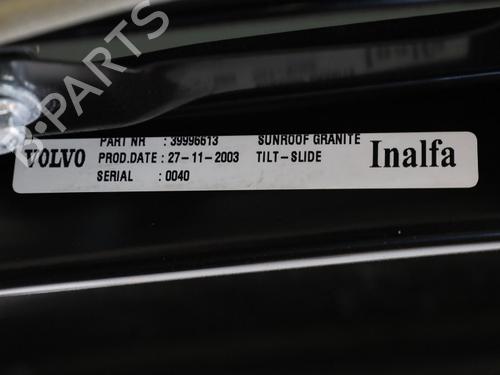 B-PARTS
PART NR : 39996613 SUNROOF GRANITE
VOLVO PROD.DATE : 27-11-2003 TILT-SLIDE Inalfa
SERIAL : 0040